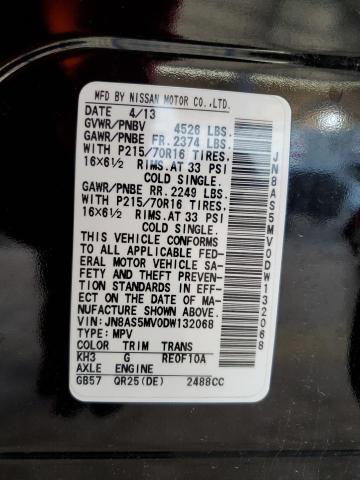 MFD BY NISSAN MOTOR CO.,LTD.
DATE 4/13
GVWR/PNBV 4526 LBS.
GAWR/PNBE FR. 2374 LBS.
WITH P215/70R16 TIRES.
16X6½ RIMS.AT 33 PSI
COLD SINGLE.
GAWR/PNBE RR. 2249 LBS.
WITH P215/70R16 TIRES.
16X6½ RIMS.AT 33 PSI
COLD SINGLE.
THIS VEHICLE CONFORMS
TO ALL APPLICABLE FED-
ERAL MOTOR VEHICLE SA-
FETY AND THEFT PREVEN-
TION STANDARDS IN EFF-
ECT ON THE DATE OF MA-
NUFACTURE SHOWN ABOVE.
VIN:JN8AS5MV0DW132068
TYPE: MPV
COLOR TRIM TRANS
KH3 G RE0F10A
AXLE ENGINE
GB57 QR25(DE) 2488CC
JN8AS5MV0DW132068